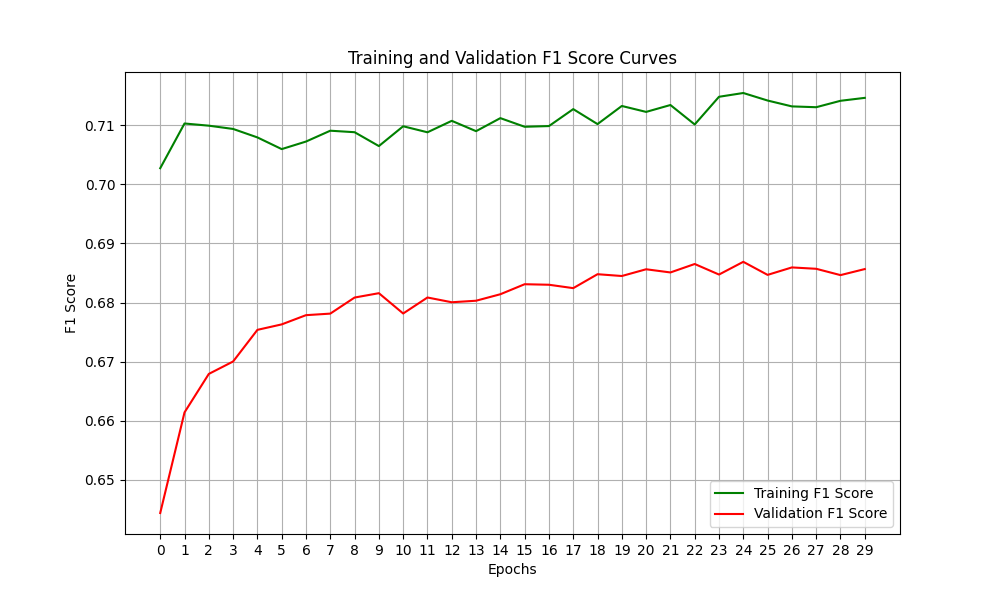 Training and Validation F1 Score Curves
F1 Score
0.71
0.70
0.69
0.68
0.67
0.66
0.65
Training F1 Score
Validation F1 Score
0 1 2 3 4 5 6 7 8 9 10 11 12 13 14 15 16 17 18 19 20 21 22 23 24 25 26 27 28 29
Epochs